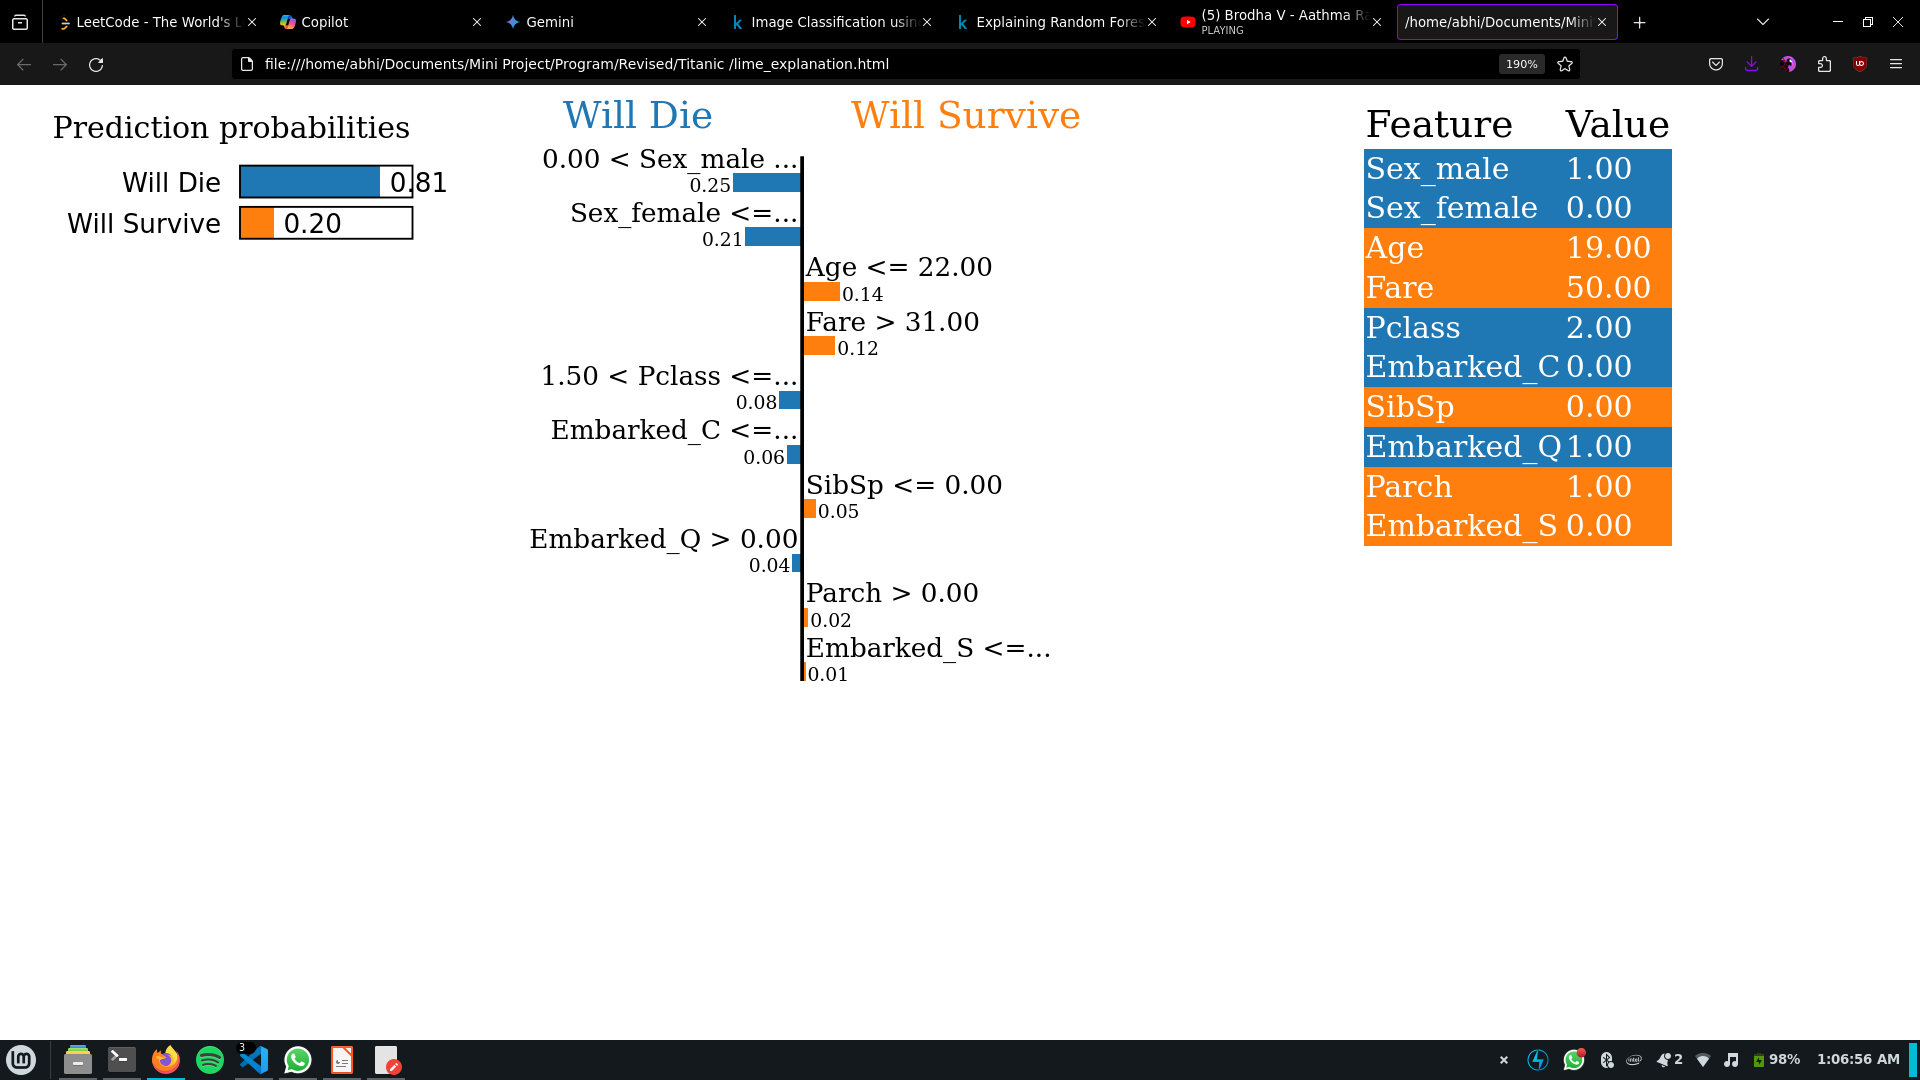 LeetCode - The World's L
Copilot
Gemini
Image Classification usin
Explaining Random Fores
(5) Brodha V - Aathma Ra
PLAYING
/home/abhi/Documents/Mini
file:///home/abhi/Documents/Mini Project/Program/Revised/Titanic /lime_explanation.html
190%
Prediction probabilities
Will Die 0.81
Will Survive 0.20
Will Die Will Survive
0.00 < Sex_male ...
0.25
Sex_female <=...
0.21
Age <= 22.00
0.14
Fare > 31.00
0.12
1.50 < Pclass <=...
0.08
Embarked_C <=...
0.06
SibSp <= 0.00
0.05
Embarked_Q > 0.00
0.04
Parch > 0.00
0.02
Embarked_S <=...
0.01
Feature Value
Sex_male 1.00
Sex_female 0.00
Age 19.00
Fare 50.00
Pclass 2.00
Embarked_C 0.00
SibSp 0.00
Embarked_Q 1.00
Parch 1.00
Embarked_S 0.00
3
2
98%
1:06:56 AM